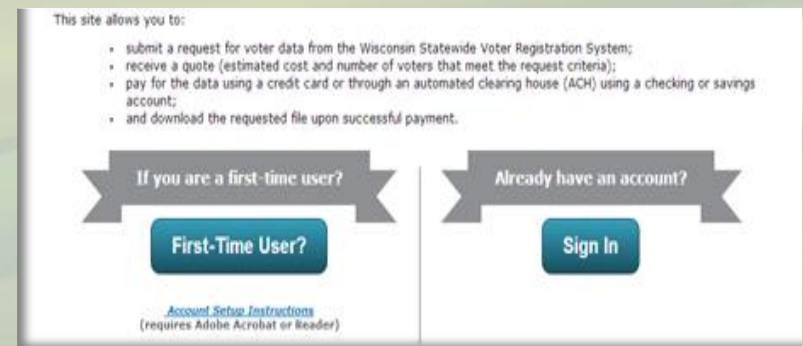 This site allows you to:
• submit a request for voter data from the Wisconsin Statewide Voter Registration System;
• receive a quote (estimated cost and number of voters that meet the request criteria);
• pay for the data using a credit card or through an automated clearing house (ACH) using a checking or savings
account;
• and download the requested file upon successful payment.
If you are a first-time user?
First-Time User?
Account Setup Instructions
(requires Adobe Acrobat or Reader)
Already have an account?
Sign In